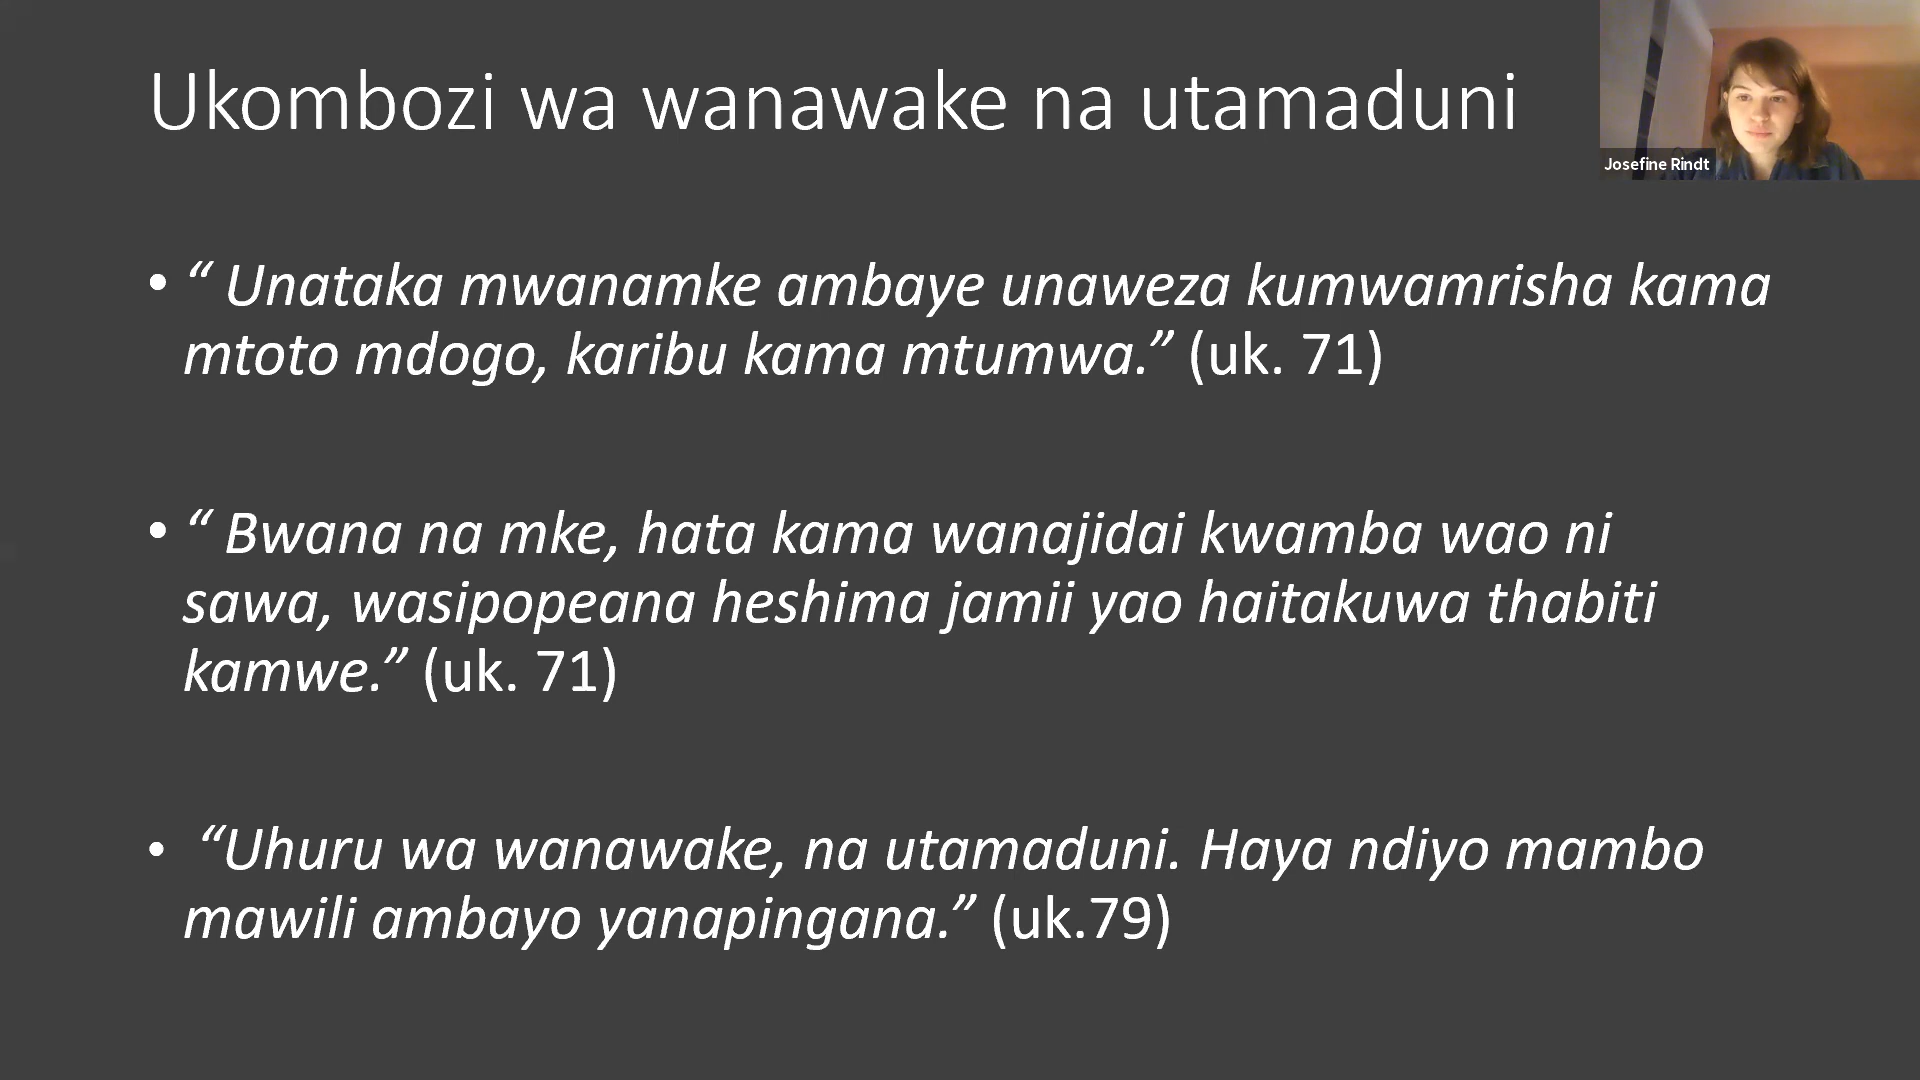 Ukombozi wa wanawake na utamaduni
Josefine Rindt
• “ Unataka mwanamke ambaye unaweza kumwamrisha kama
mtoto mdogo, karibu kama mtumwa.” (uk. 71)
• “ Bwana na mke, hata kama wanajidai kwamba wao ni
sawa, wasipopeana heshima jamii yao haitakuwa thabiti
kamwe.” (uk. 71)
• “Uhuru wa wanawake, na utamaduni. Haya ndiyo mambo
mawili ambayo yanapingana.” (uk.79)